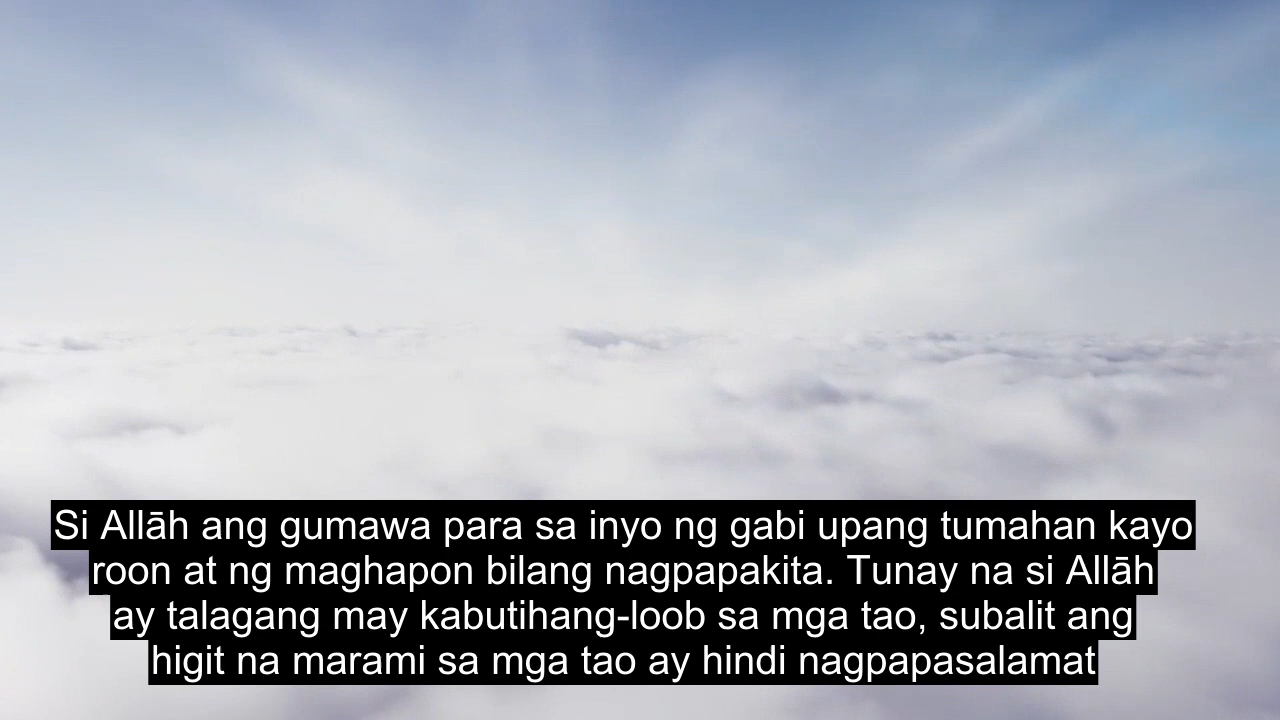 Si Allāh ang gumawa para sa inyo ng gabi upang tumahan kayo
roon at ng maghapon bilang nagpapakita. Tunay na si Allāh
ay talagang may kabutihang-loob sa mga tao, subalit ang
higit na marami sa mga tao ay hindi nagpapasalamat